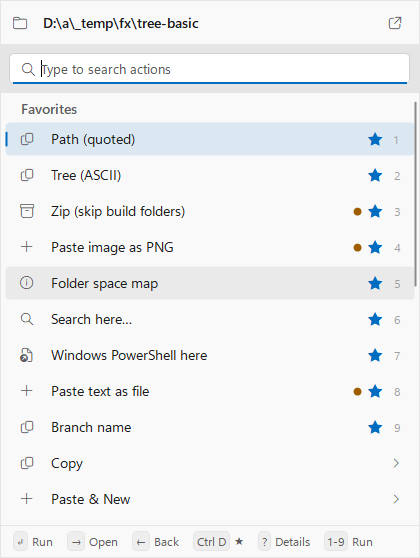 D:\a\_temp\fx\tree-basic
Type to search actions
Favorites
Path (quoted) 1
Tree (ASCII) 2
Zip (skip build folders) 3
Paste image as PNG 4
Folder space map 5
Search here... 6
Windows PowerShell here 7
Paste text as file 8
Branch name 9
Copy
Paste & New
↲ Run → Open ← Back Ctrl D ★ ? Details 1-9 Run